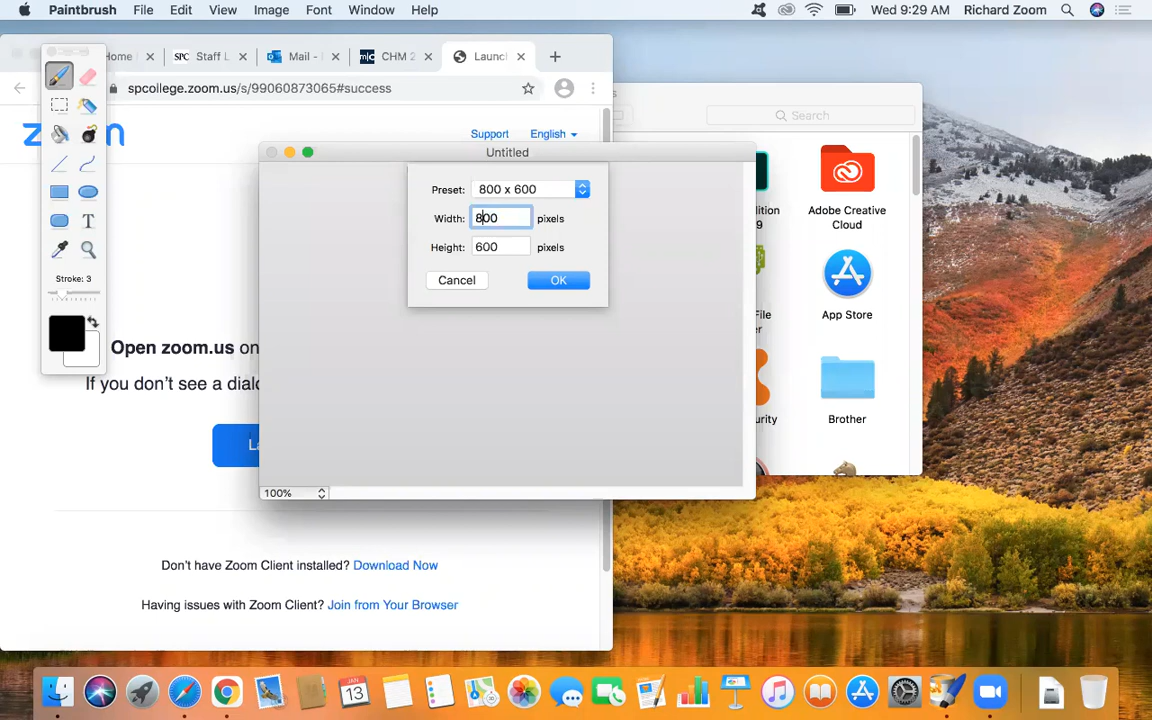 Paintbrush File Edit View Image Font Window Help Wed 9:29 AM Richard Zoom
Home SPC Staff L Mail - CHM 2 Launc
spcollege.zoom.us/s/99060873065#success
Search
Support English
Untitled
Preset: 800 x 600
Width: 800 pixels
Height: 600 pixels
Cancel OK
Stroke: 3
Adobe Creative
Cloud
App Store
Brother
Open zoom.us on
If you don't see a dialo
100%
Don't have Zoom Client installed? Download Now
Having issues with Zoom Client? Join from Your Browser
JAN
13